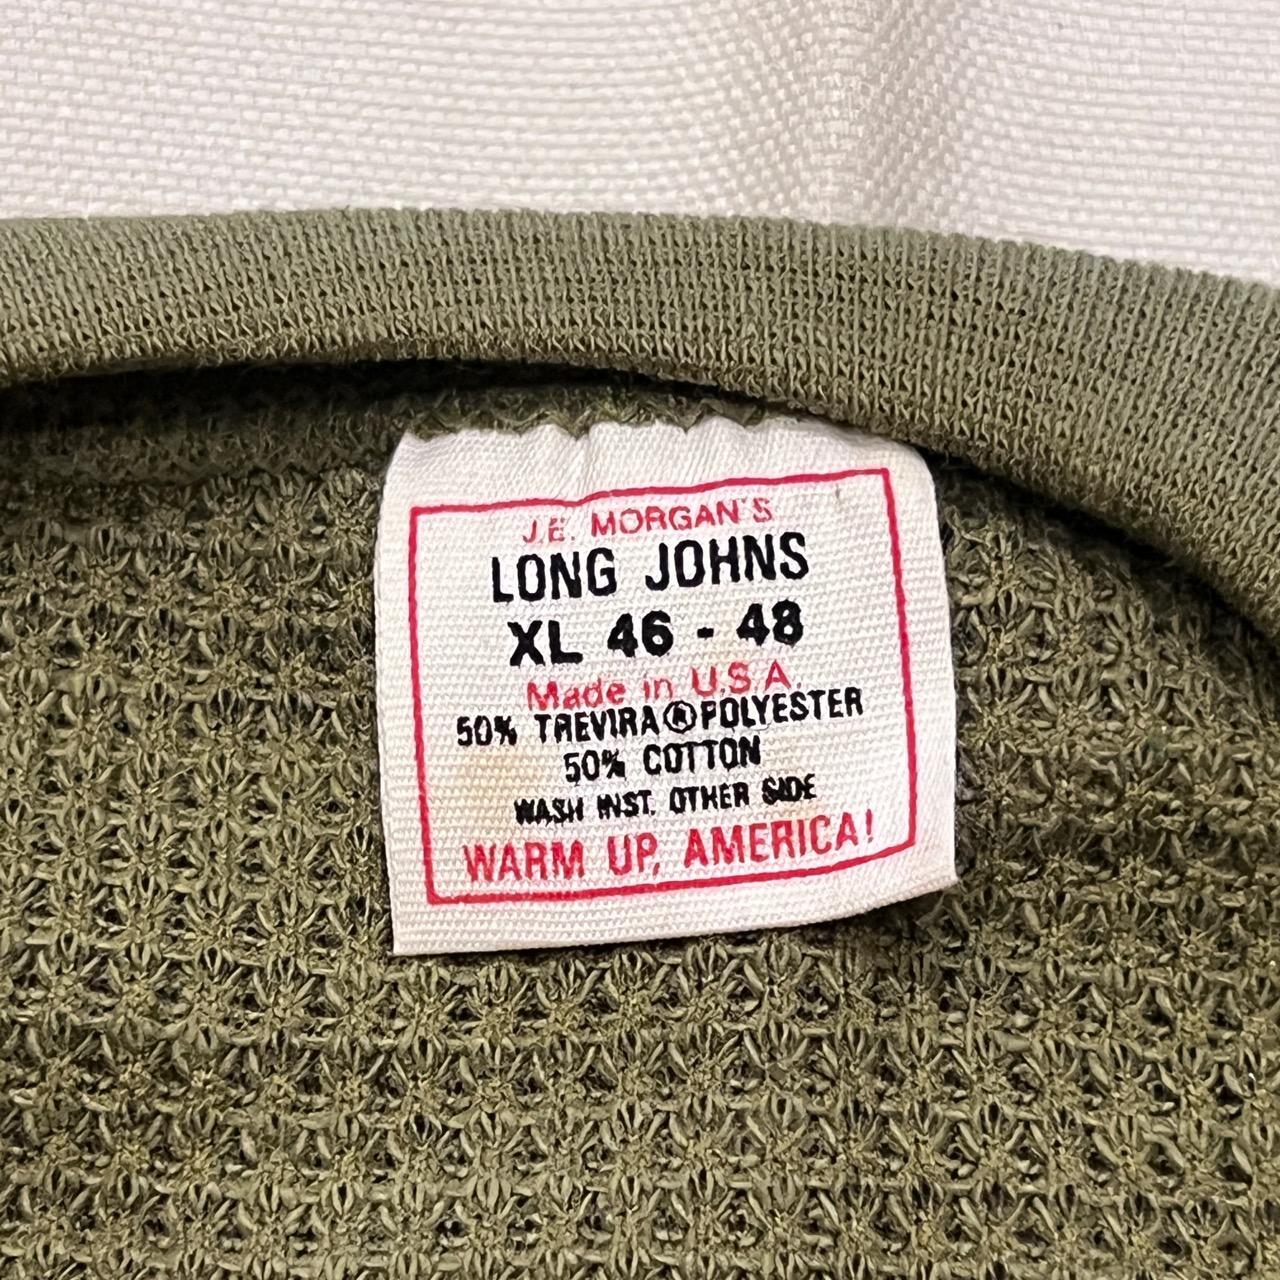 J.E. MORGAN'S
LONG JOHNS
XL 46 - 48
Made in U.S.A.
50% TREVIRA®POLYESTER
50% COTTON
WASH INST. OTHER SIDE
WARM UP, AMERICA!